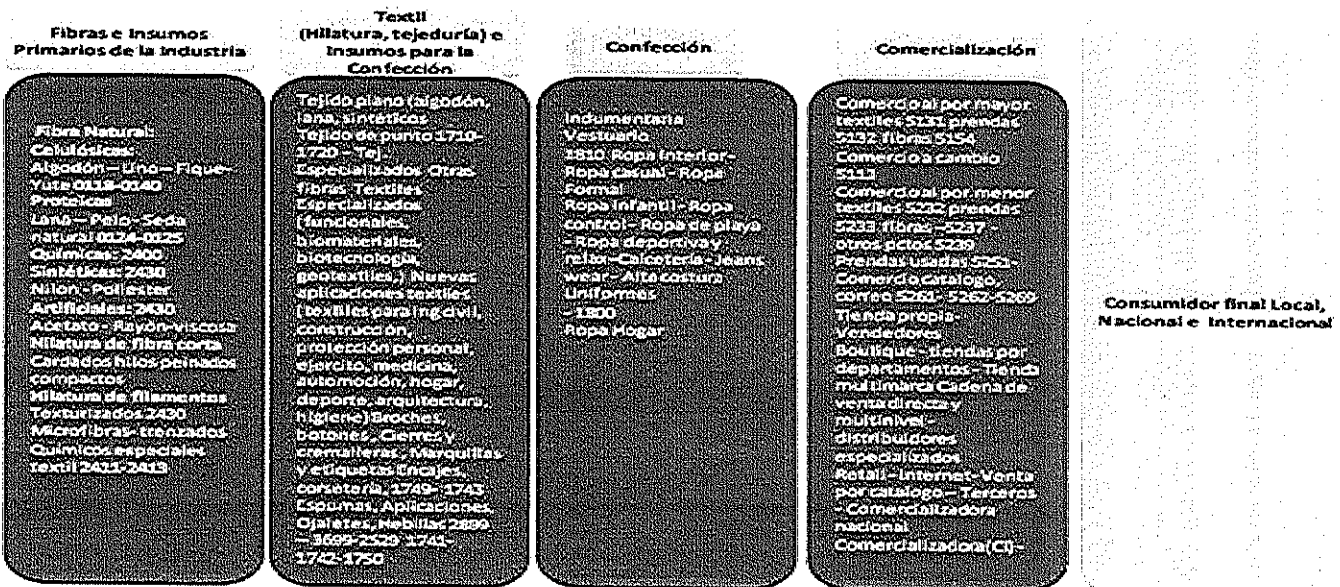 Fibras e Insumos
Primarios de la Industria
Textil
(Hilatura, tejeduría) e
Insumos para la
Confección
Confección
Comercialización
Fibra Natural:
Celulósicas:
Algodón – Lino – Fique–
Yute 0118-0140
Proteicas
Lana – Pelo – Seda
natural 0124-0125
Químicas: 2400
Sintéticas: 2430
Nilon – Poliester
Artificiales-2430
Acetato - Rayón-viscosa
Hilatura de fibra corta
Cardados hilos peinados
compactos
Hilatura de filamentos
Texturizados 2430
Microfibras- trenzados
Químicos especiales
textil 2411-2413
Tejido plano (algodón,
lana, sintéticos
Tejido de punto 1710-
1720 – Tej.
Especializados Otras
fibras Textiles
Especializados
(funcionales,
biomateriales,
biotecnología,
geotextiles.) Nuevas
aplicaciones textiles
(textiles para ing civil,
construcción,
protección personal,
ejercito, medicina,
automoción, hogar,
deporte, arquitectura,
higiene) Broches,
botones, Cierres y
cremalleras, Marquillas
y etiquetas Encajes,
corsetería, 1749- 1743
Espumas, Aplicaciones,
Ojaletes, Hebillas 2899
– 3699-2529 1741-
1742-1750
Indumentaria
Vestuario
1810 Ropa Interior–
Ropa casual - Ropa
Formal
Ropa Infantil - Ropa
control - Ropa de playa
- Ropa deportiva y
relax – Calcetería - Jeans
wear – Alta costura
Uniformes
– 1800
Ropa Hogar
Comercio al por mayor
textiles 5131 prendas
5132 fibras 5154
Comercio a cambio
5113
Comercio al por menor
textiles 5232 prendas
5233 fibras –5237 -
otros pctos 5239
Prendas usadas 5251-
Comercio catálogo,
correo 5261- 5262-5269
Tienda propia-
Vendedores
Boutique – tiendas por
departamentos – Tienda
multimarca Cadena de
venta directa y
multinivel -
distribuidores
especializados
Retail – Internet- Venta
por catalogo – Terceros
- Comercializadora
nacional
Comercializadora(CI)–
Consumidor final Local,
Nacional e Internacional